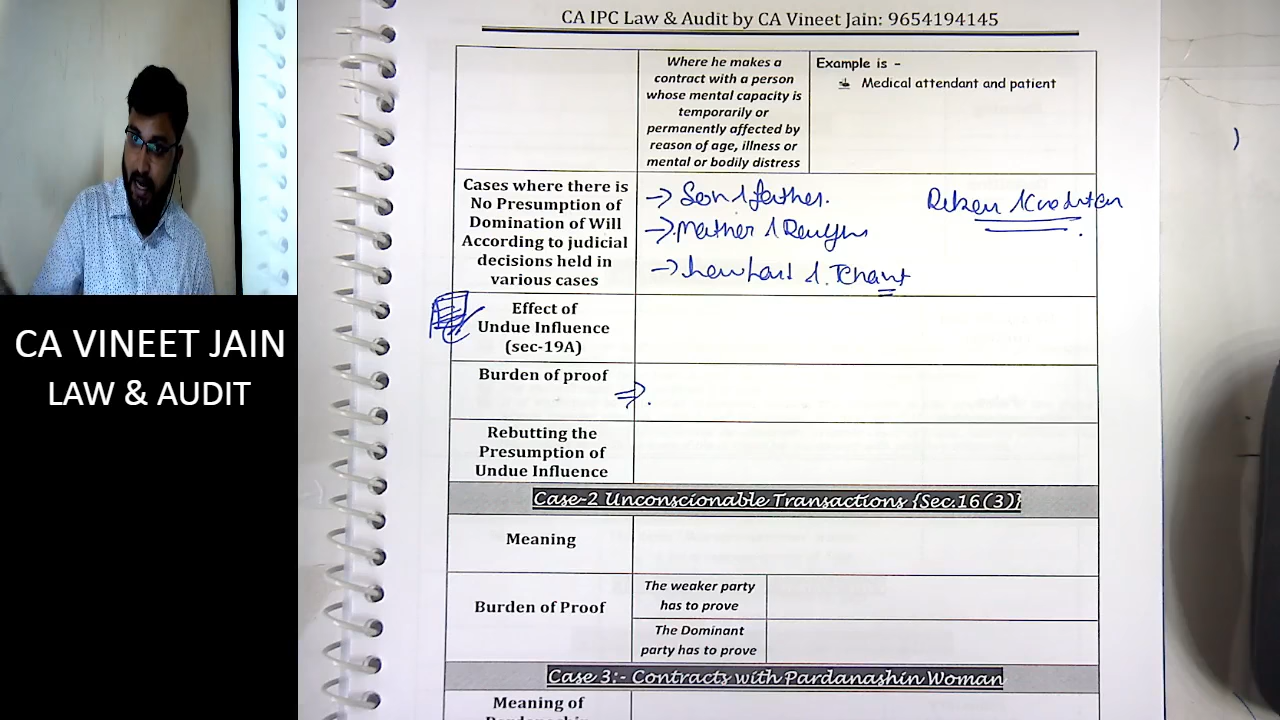 CA IPC Law & Audit by CA Vineet Jain: 9654194145
Where he makes a
contract with a person
whose mental capacity is
temporarily or
permanently affected by
reason of age, illness or
mental or bodily distress
Example is -
Medical attendant and patient
Cases where there is
No Presumption of
Domination of Will
According to judicial
decisions held in
various cases
→ Son & father.
→ Mother &
→ &. Tenant
Effect of
Undue Influence
(sec-19A)
Burden of proof
⇒.
Rebutting the
Presumption of
Undue Influence
Case-2 Unconscionable Transactions {Sec.16(3)}
Meaning
Burden of Proof
The weaker party
has to prove
The Dominant
party has to prove
Case 3:- Contracts with Pardanashin Woman
Meaning of
CA VINEET JAIN
LAW & AUDIT